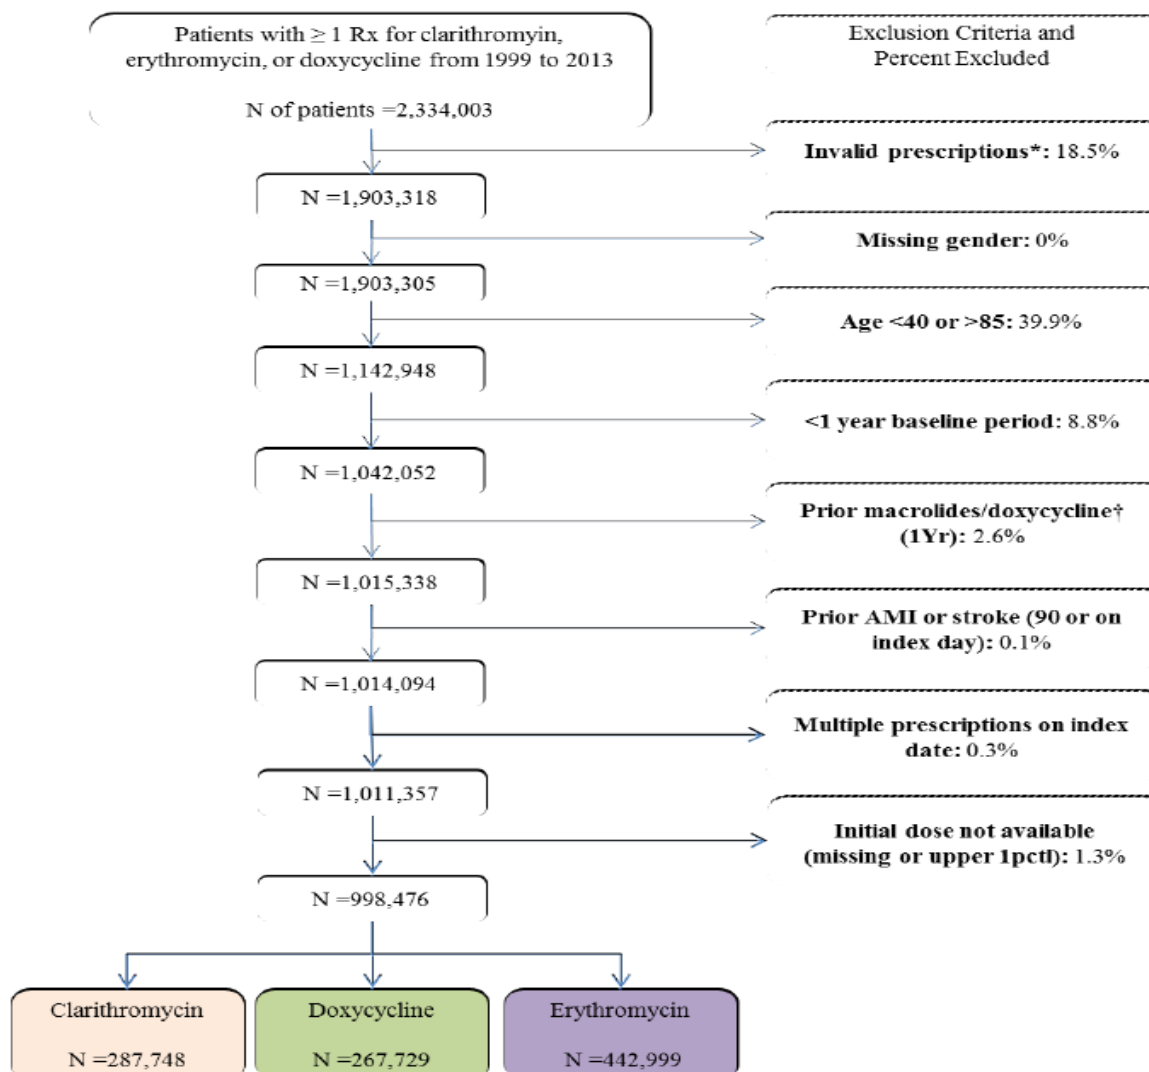 Patients with ≥ 1 Rx for clarithromyin,
erythromycin, or doxycycline from 1999 to 2013
N of patients =2,334,003
Exclusion Criteria and
Percent Excluded
Invalid prescriptions*: 18.5%
N =1,903,318
Missing gender: 0%
N =1,903,305
Age <40 or >85: 39.9%
N =1,142,948
<1 year baseline period: 8.8%
N =1,042,052
Prior macrolides/doxycycline†
(1Yr): 2.6%
N =1,015,338
Prior AMI or stroke (90 or on
index day): 0.1%
N =1,014,094
Multiple prescriptions on index
date: 0.3%
N =1,011,357
Initial dose not available
(missing or upper 1pctl): 1.3%
N =998,476
Clarithromycin
N =287,748
Doxycycline
N =267,729
Erythromycin
N =442,999